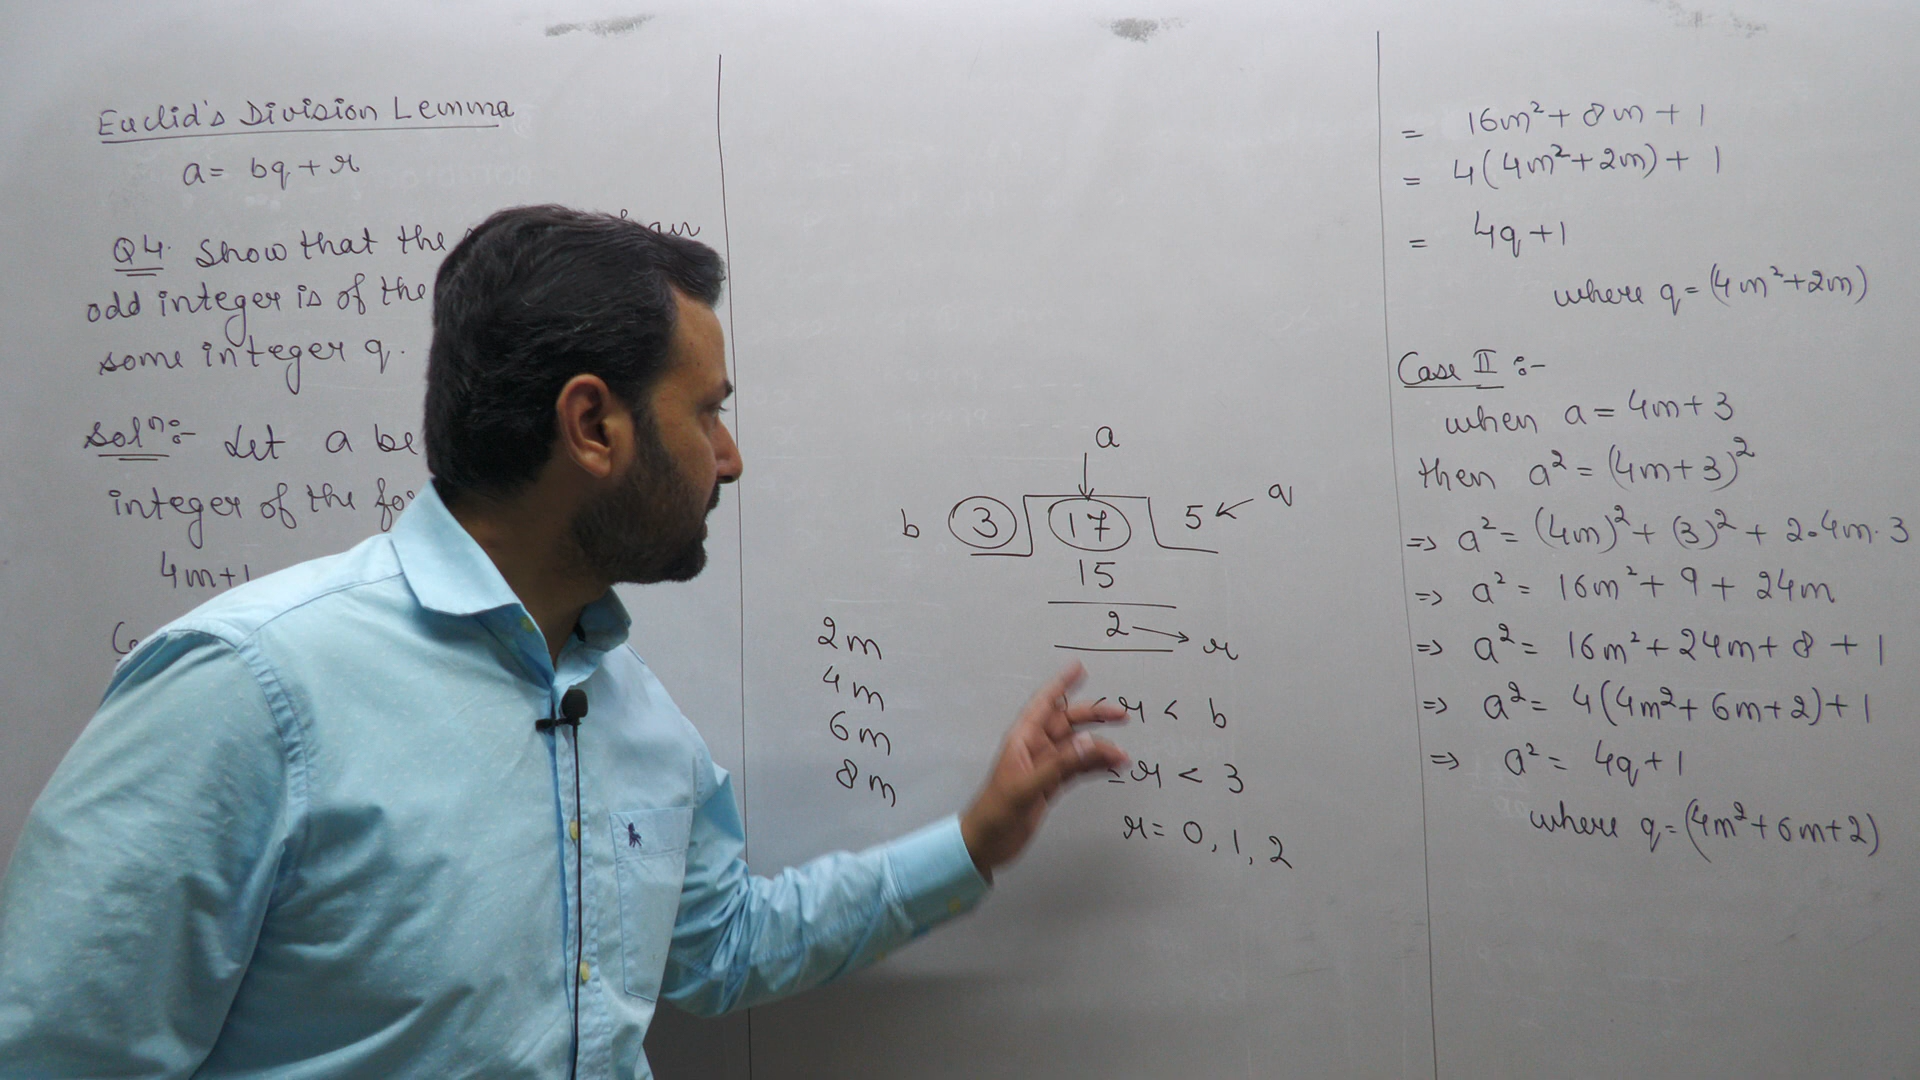 Euclid's Division Lemma
a = bq + r
Q4. Show that the
odd integer is of the
some integer q.
Solⁿ:- Let a be
integer of the
4m+1
a
b 3 17 5 ← q
15
2 → r
2m
4m
6m
8m
r < b
≤ r < 3
r = 0, 1, 2
= 16m² + 8m + 1
= 4(4m² + 2m) + 1
= 4q + 1
where q = (4m² + 2m)
Case II :-
when a = 4m + 3
then a² = (4m + 3)²
⇒ a² = (4m)² + (3)² + 2·4m·3
⇒ a² = 16m² + 9 + 24m
⇒ a² = 16m² + 24m + 8 + 1
⇒ a² = 4(4m² + 6m + 2) + 1
⇒ a² = 4q + 1
where q = (4m² + 6m + 2)